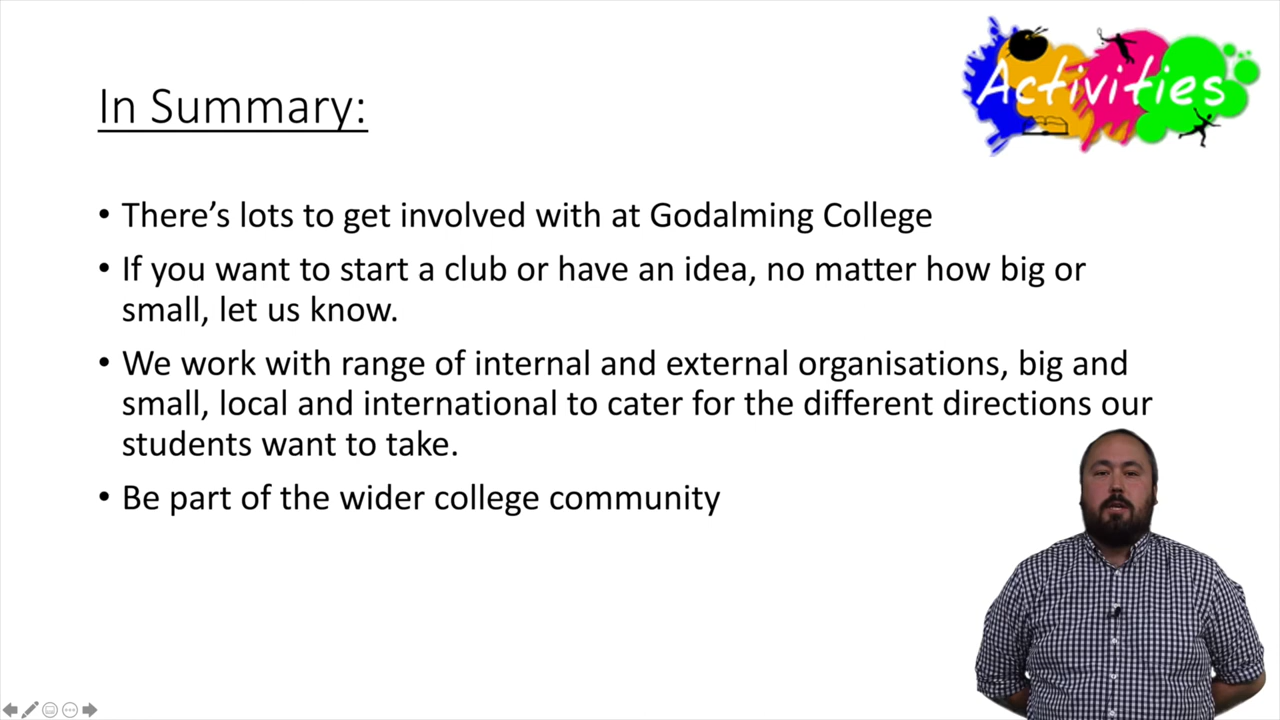 Activities
In Summary:
• There’s lots to get involved with at Godalming College
• If you want to start a club or have an idea, no matter how big or
small, let us know.
• We work with range of internal and external organisations, big and
small, local and international to cater for the different directions our
students want to take.
• Be part of the wider college community